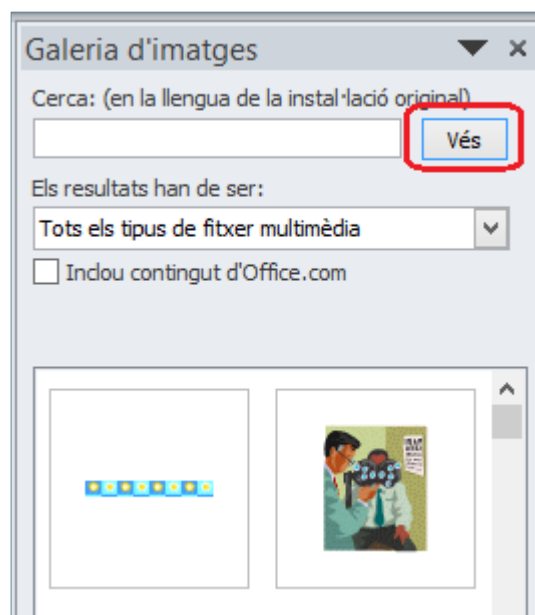 Galeria d'imatges
Cerca: (en la llengua de la instal·lació original)
Vés
Els resultats han de ser:
Tots els tipus de fitxer multimèdia
Inclou contingut d'Office.com